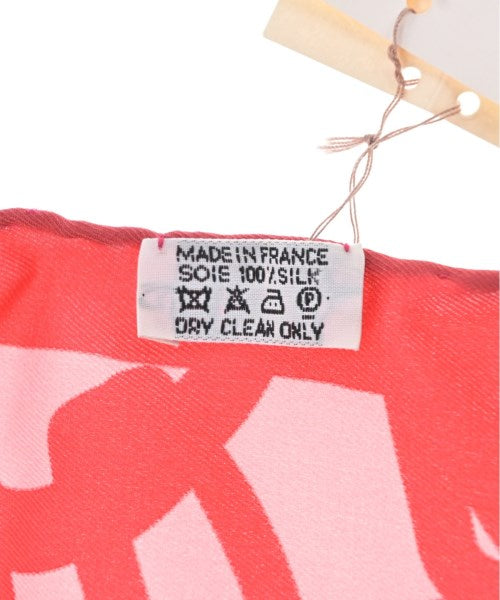 MADE IN FRANCE
SOIE 100% SILK
P
DRY CLEAN ONLY